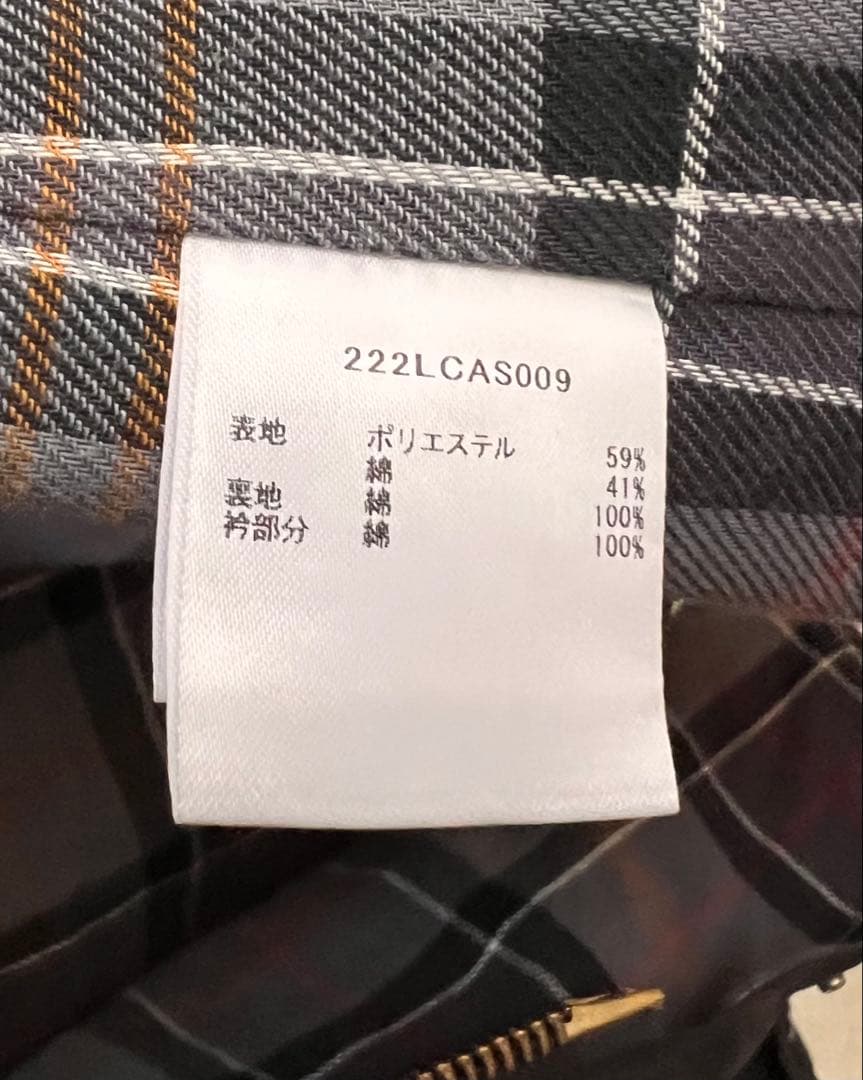 222LCAS009
表地 ポリエステル 59%
綿 41%
裏地 綿 100%
衿部分 綿 100%